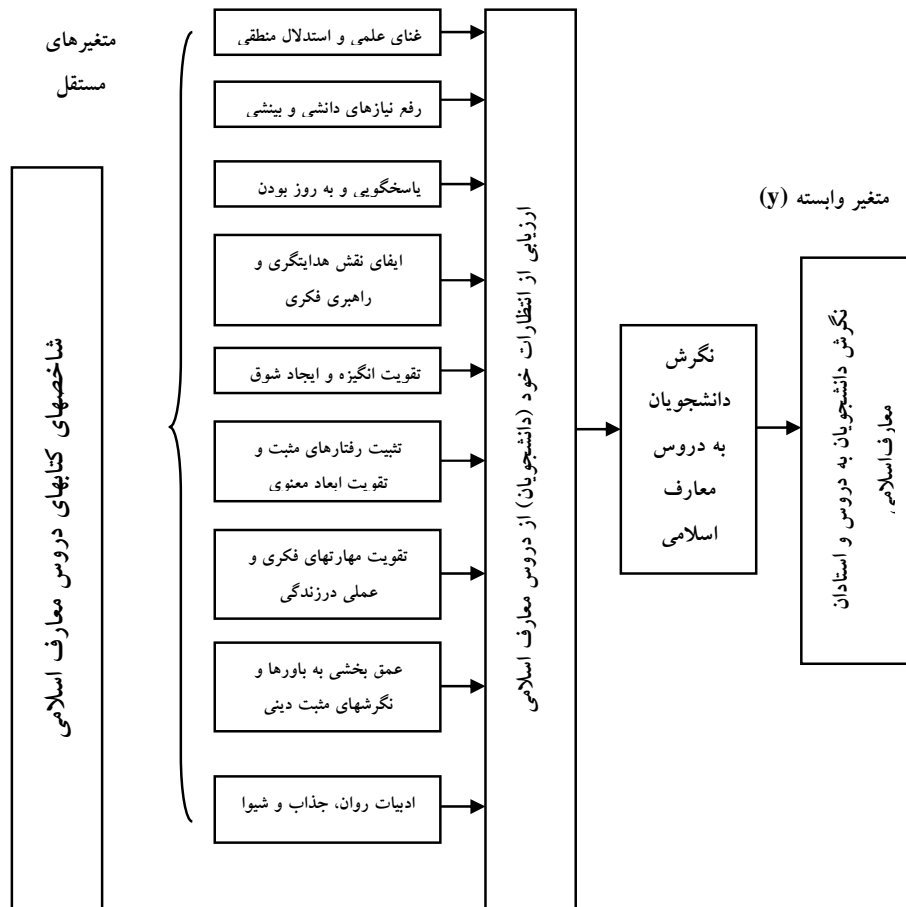 متغیرهای
مستقل
شاخصهای کتابهای دروس معارف اسلامی
غنای علمی و استدلال منطقی
رفع نیازهای دانشی و بینشی
پاسخگویی و به روز بودن
ایفای نقش هدایتگری و
راهبری فکری
تقویت انگیزه و ایجاد شوق
تثبیت رفتارهای مثبت و
تقویت ابعاد معنوی
تقویت مهارتهای فکری و
عملی درزندگی
عمق بخشی به باورها و
نگرشهای مثبت دینی
ادبیات روان، جذاب و شیوا
ارزیابی از انتظارات خود (دانشجویان) از دروس معارف اسلامی
نگرش
دانشجویان
به دروس
معارف
اسلامی
متغیر وابسته (y)
نگرش دانشجویان به دروس و استادان
معارف‌اسلامی